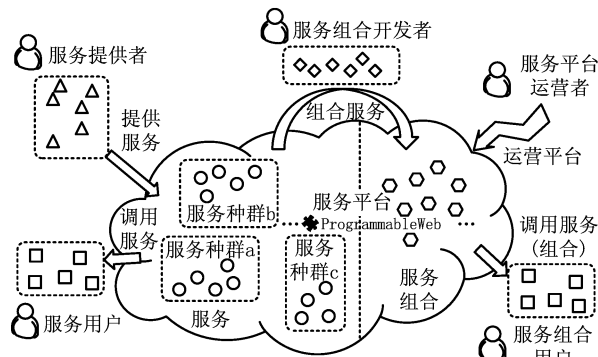 服务组合开发者
服务提供者
服务平台
运营者
组合服务
提供
服务
运营平台
服务平台
服务种群b
ProgrammableWeb
调用
服务
服务种群a
服务
种群c
调用服务
(组合)
服务
组合
服务用户
服务
服务组合
用户